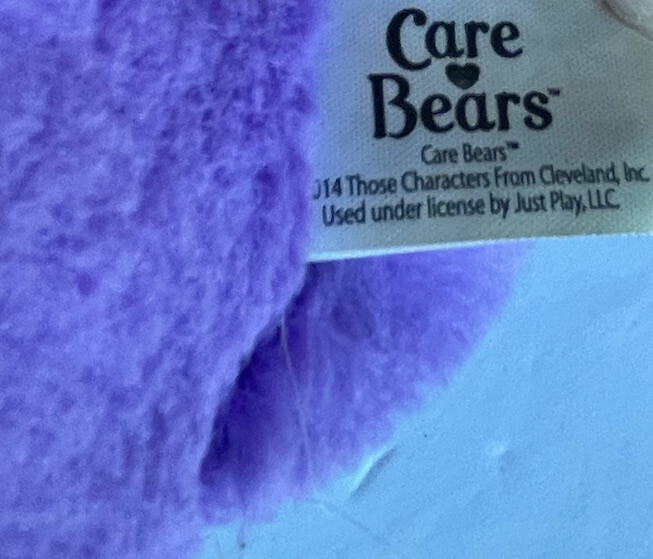 Care
Bears™
Care Bears™
014 Those Characters From Cleveland, Inc.
Used under license by Just Play, LLC.